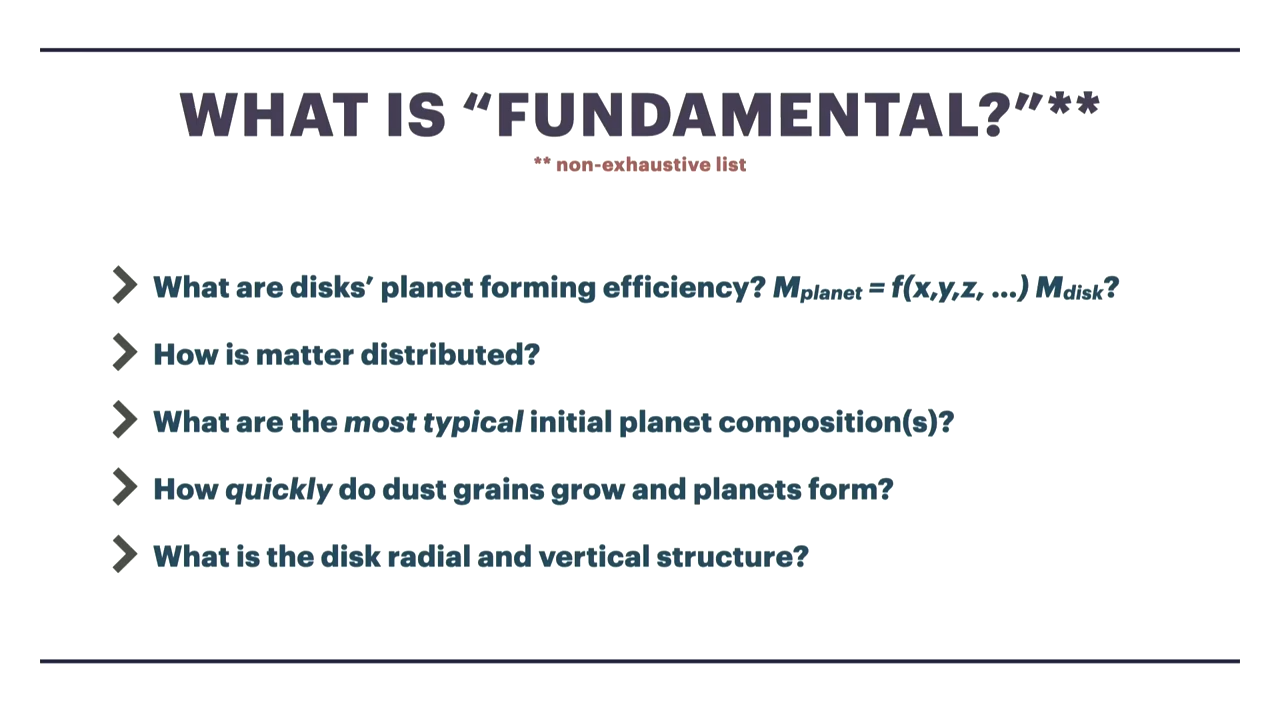 WHAT IS “FUNDAMENTAL?”**
** non-exhaustive list
What are disks’ planet forming efficiency? Mplanet = f(x,y,z, ...) Mdisk?
How is matter distributed?
What are the most typical initial planet composition(s)?
How quickly do dust grains grow and planets form?
What is the disk radial and vertical structure?